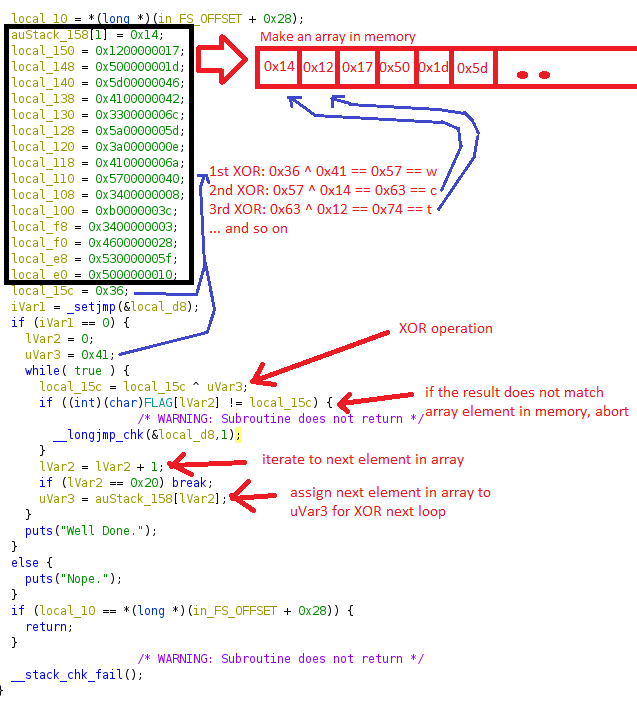 local_10 = *(long *)(in_FS_OFFSET + 0x28);
auStack_158[1] = 0x14;
local_150 = 0x1200000017;
local_148 = 0x500000001d;
local_140 = 0x5d00000046;
local_138 = 0x4100000042;
local_130 = 0x330000006c;
local_128 = 0x5a0000005d;
local_120 = 0x3a0000000e;
local_118 = 0x410000006a;
local_110 = 0x5700000040;
local_108 = 0x3400000008;
local_100 = 0xb0000003c;
local_f8 = 0x3400000003;
local_f0 = 0x4600000028;
local_e8 = 0x530000005f;
local_e0 = 0x5000000010;
local_15c = 0x36;
iVar1 = _setjmp(&local_d8);
if (iVar1 == 0) {
lVar2 = 0;
uVar3 = 0x41;
while( true ) {
local_15c = local_15c ^ uVar3;
if ((int)(char)FLAG[lVar2] != local_15c) {
/* WARNING: Subroutine does not return */
__longjmp_chk(&local_d8,1);
}
lVar2 = lVar2 + 1;
if (lVar2 == 0x20) break;
uVar3 = auStack_158[lVar2];
}
puts("Well Done.");
}
else {
puts("Nope.");
}
if (local_10 == *(long *)(in_FS_OFFSET + 0x28)) {
return;
}
/* WARNING: Subroutine does not return */
__stack_chk_fail();
}
Make an array in memory
0x14 0x12 0x17 0x50 0x1d 0x5d
1st XOR: 0x36 ^ 0x41 == 0x57 == w
2nd XOR: 0x57 ^ 0x14 == 0x63 == c
3rd XOR: 0x63 ^ 0x12 == 0x74 == t
... and so on
XOR operation
if the result does not match
array element in memory, abort
iterate to next element in array
assign next element in array to
uVar3 for XOR next loop